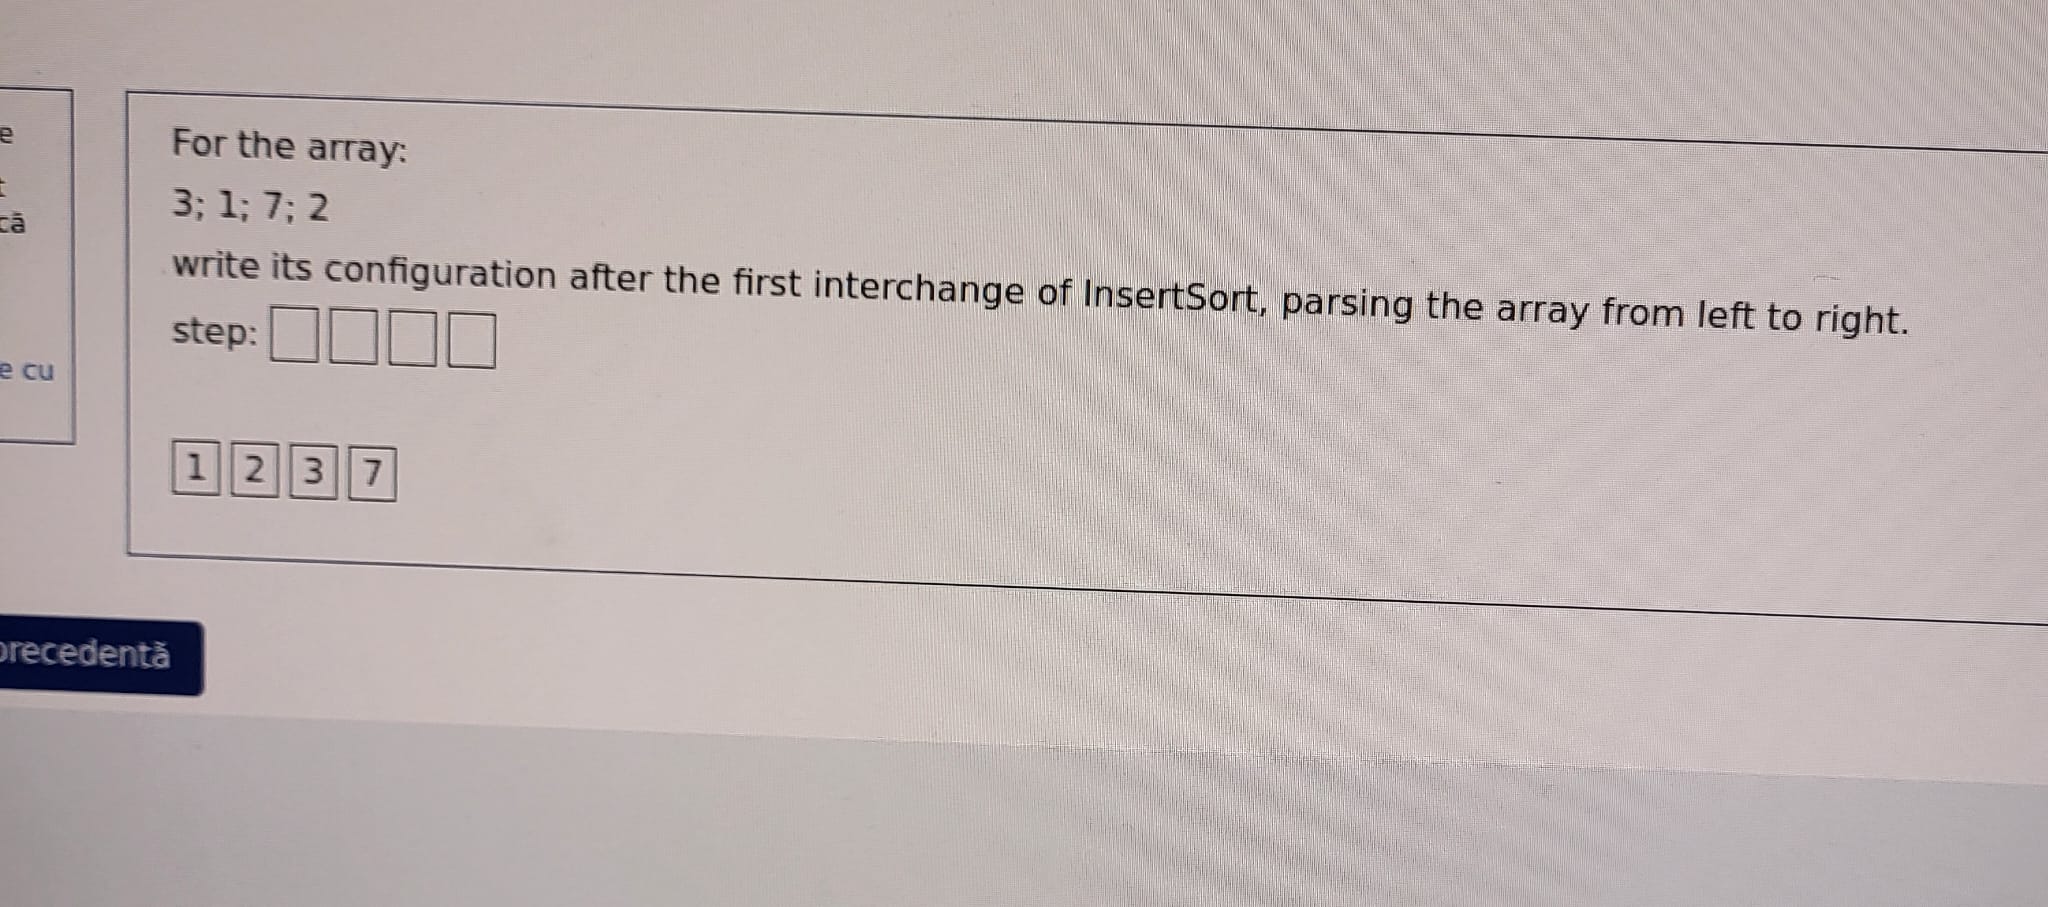 e
că
e cu
For the array:
3; 1; 7; 2
write its configuration after the first interchange of InsertSort, parsing the array from left to right.
step:
1 2 3 7
precedentă